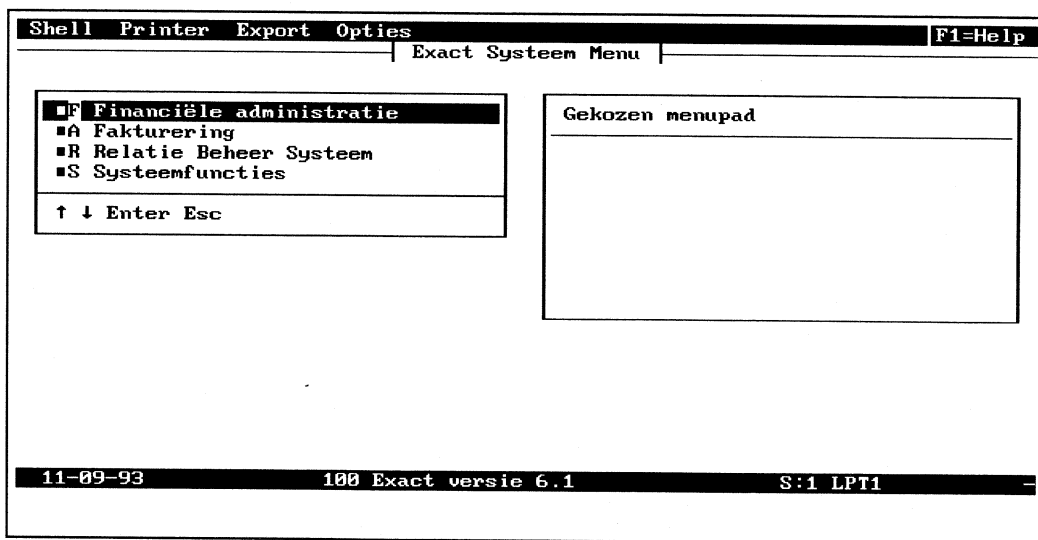 Shell Printer Export Opties F1=Help
Exact Systeem Menu
F Financiële administratie
A Fakturering
R Relatie Beheer Systeem
S Systeemfuncties
↑ ↓ Enter Esc
Gekozen menupad
11-09-93 100 Exact versie 6.1 S:1 LPT1